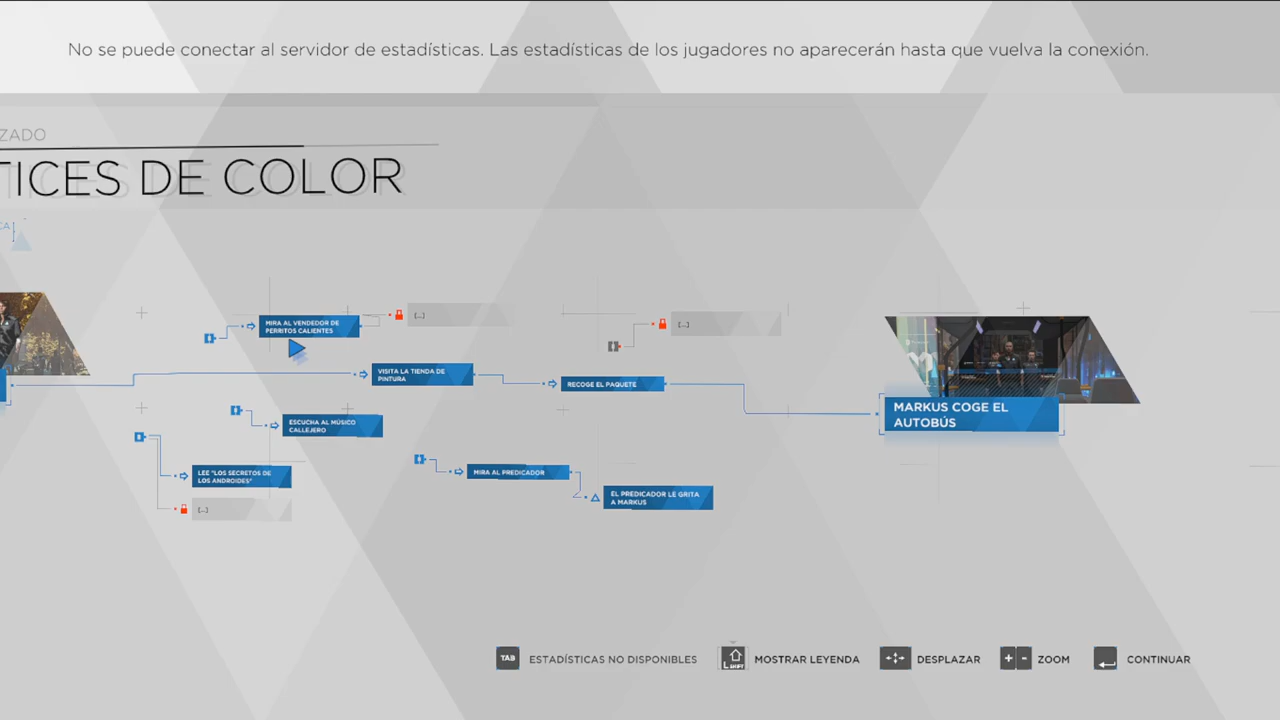 No se puede conectar al servidor de estadísticas. Las estadísticas de los jugadores no aparecerán hasta que vuelva la conexión.
ZADO
TICES DE COLOR
CA
MIRA AL VENDEDOR DE
PERRITOS CALIENTES
[...]
[...]
VISITA LA TIENDA DE
PINTURA
RECOGE EL PAQUETE
MARKUS COGE EL
AUTOBÚS
ESCUCHA AL MÚSICO
CALLEJERO
LEE "LOS SECRETOS DE
LOS ANDROIDES"
MIRA AL PREDICADOR
EL PREDICADOR LE GRITA
A MARKUS
[...]
TAB ESTADÍSTICAS NO DISPONIBLES
L SHIFT MOSTRAR LEYENDA
DESPLAZAR
+ - ZOOM
CONTINUAR